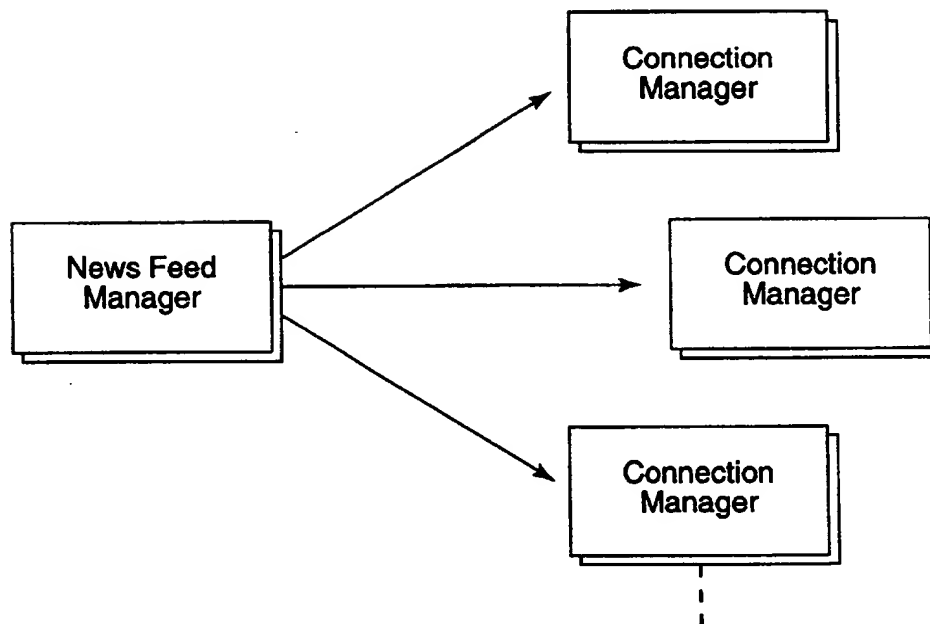 Connection
Manager
News Feed
Manager
Connection
Manager
Connection
Manager